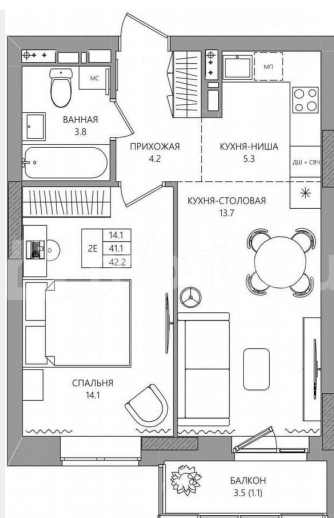 МС
МП
ВАННАЯ
3.8
ПРИХОЖАЯ
4.2
КУХНЯ-НИША
5.3
ДШ + СВЧ
КУХНЯ-СТОЛОВАЯ
13.7
2Е
14.1
41.1
42.2
СПАЛЬНЯ
14.1
БАЛКОН
3.5 (1.1)